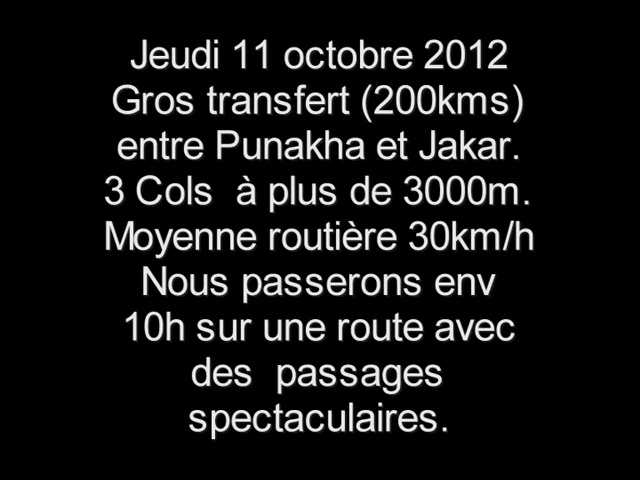 Jeudi 11 octobre 2012
Gros transfert (200kms)
entre Punakha et Jakar.
3 Cols  à plus de 3000m.
Moyenne routière 30km/h
Nous passerons env
10h sur une route avec
des  passages
spectaculaires.